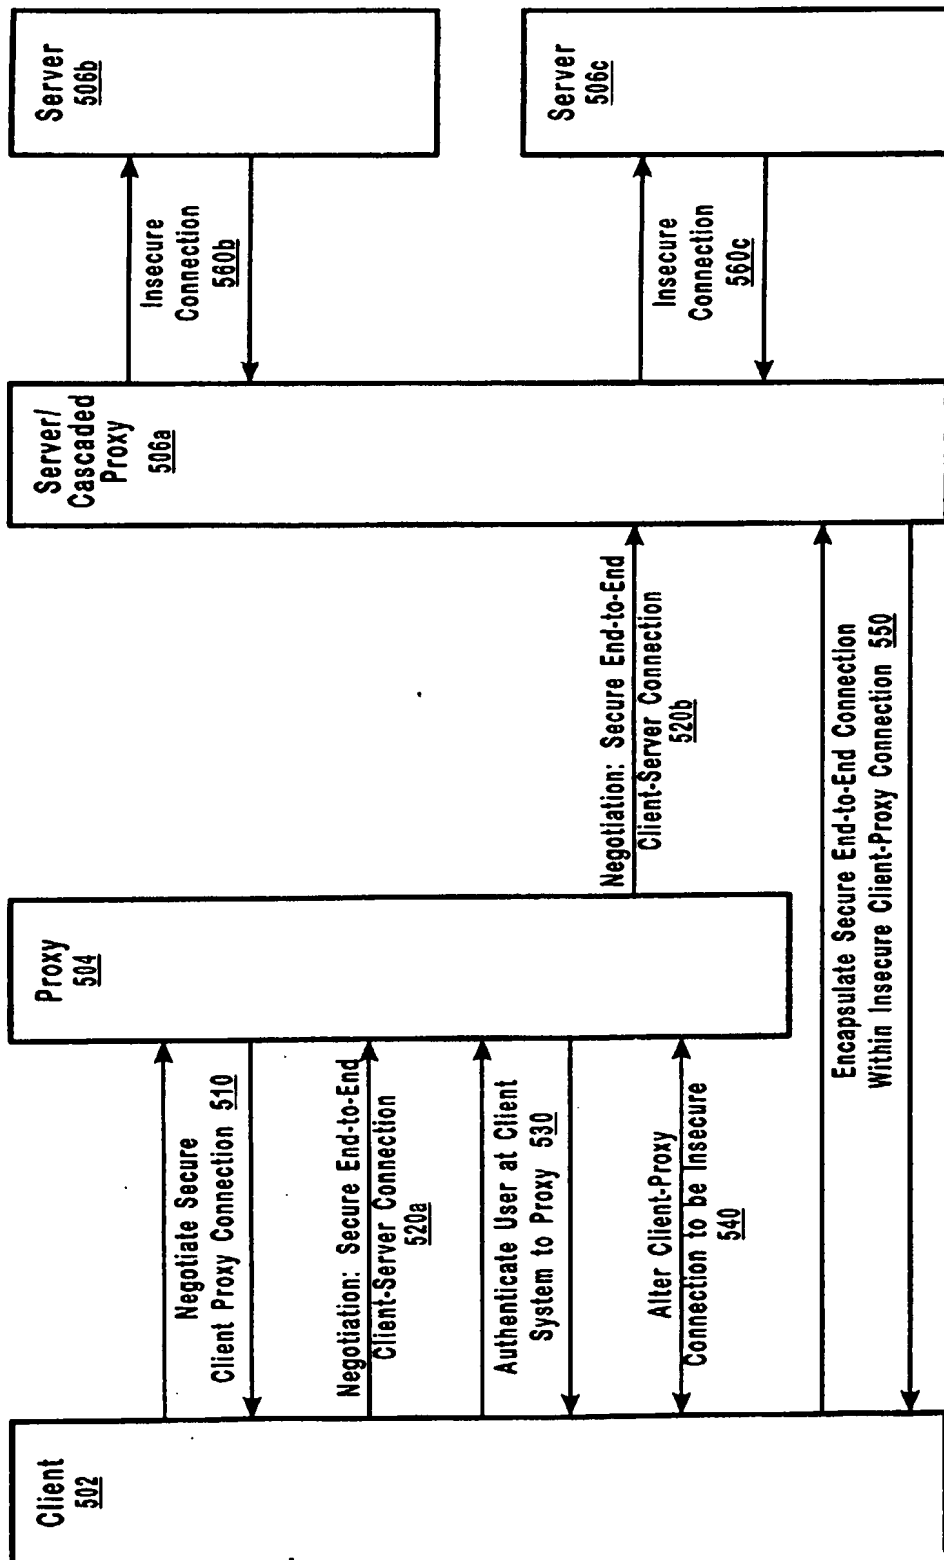 Client
502
Proxy
504
Server/
Cascaded
Proxy
506a
Server
506b
Server
506c
Negotiate Secure
Client Proxy Connection 510
Negotiation: Secure End-to-End
Client-Server Connection
520a
Authenticate User at Client
System to Proxy 530
Alter Client-Proxy
Connection to be Insecure
540
Negotiation: Secure End-to-End
Client-Server Connection
520b
Encapsulate Secure End-to-End Connection
Within Insecure Client-Proxy Connection 550
Insecure
Connection
560b
Insecure
Connection
560c